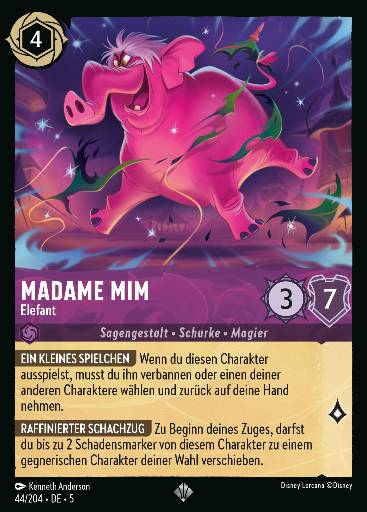 4
MADAME MIM
Elefant
3
7
Sagengestalt • Schurke • Magier
EIN KLEINES SPIELCHEN Wenn du diesen Charakter
ausspielst, musst du ihn verbannen oder einen deiner
anderen Charaktere wählen und zurück auf deine Hand
nehmen.
RAFFINIERTER SCHACHZUG Zu Beginn deines Zuges, darfst
du bis zu 2 Schadensmarker von diesem Charakter zu einem
gegnerischen Charakter deiner Wahl verschieben.
Kenneth Anderson
44/204 • DE • 5
Disney Lorcana ©Disney